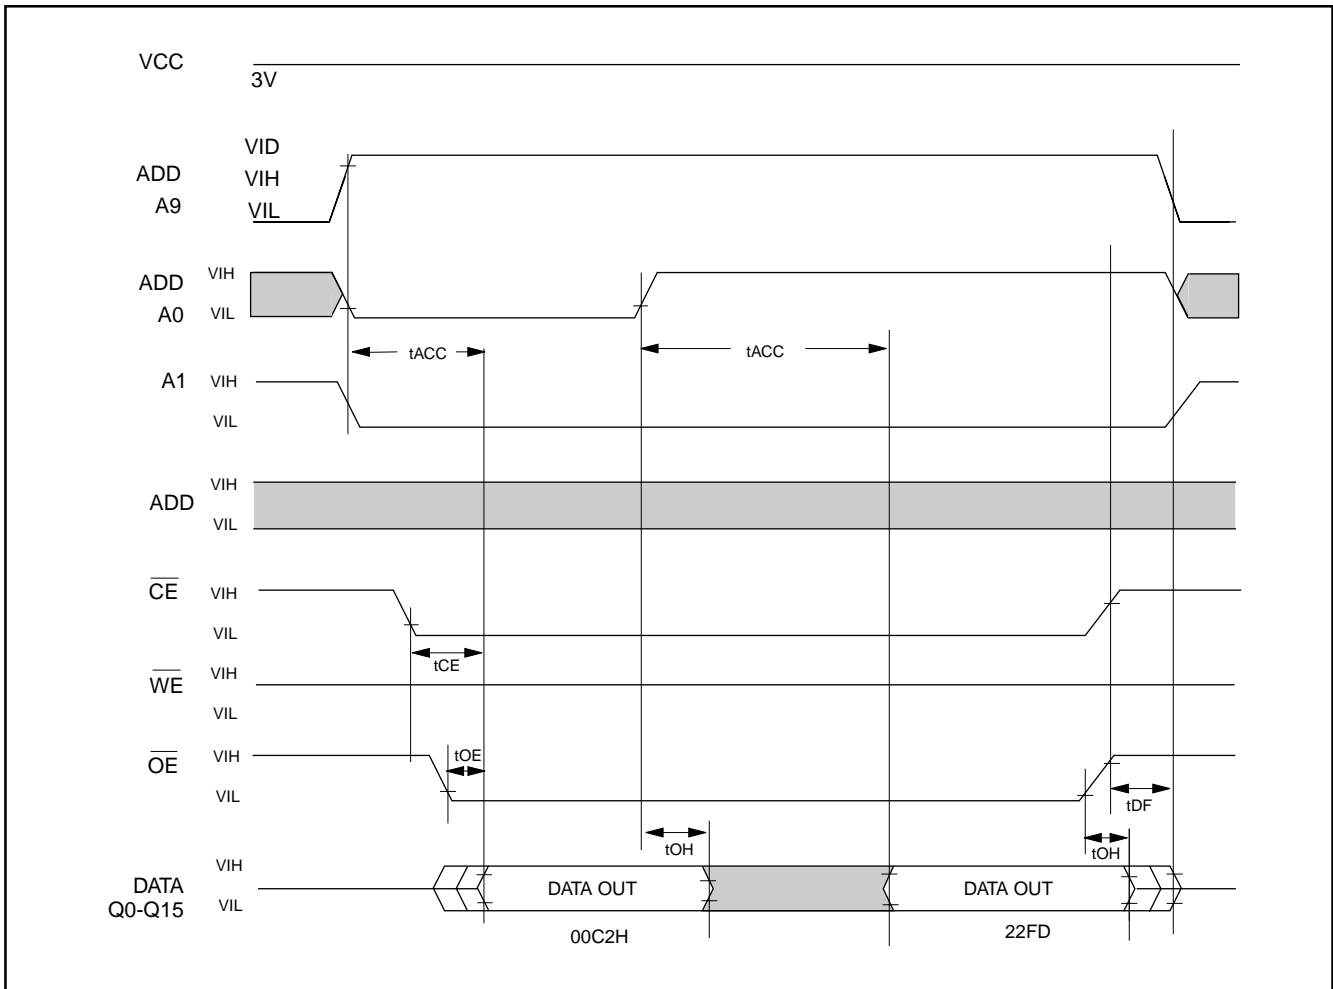 VCC
3V
VID
ADD
VIH
A9
VIL
ADD
VIH
A0
VIL
tACC
tACC
A1
VIH
VIL
ADD
VIH
VIL
CE
VIH
VIL
tCE
WE
VIH
VIL
OE
VIH
tOE
VIL
tDF
tOH
tOH
DATA
VIH
Q0-Q15
VIL
DATA OUT
DATA OUT
00C2H
22FD